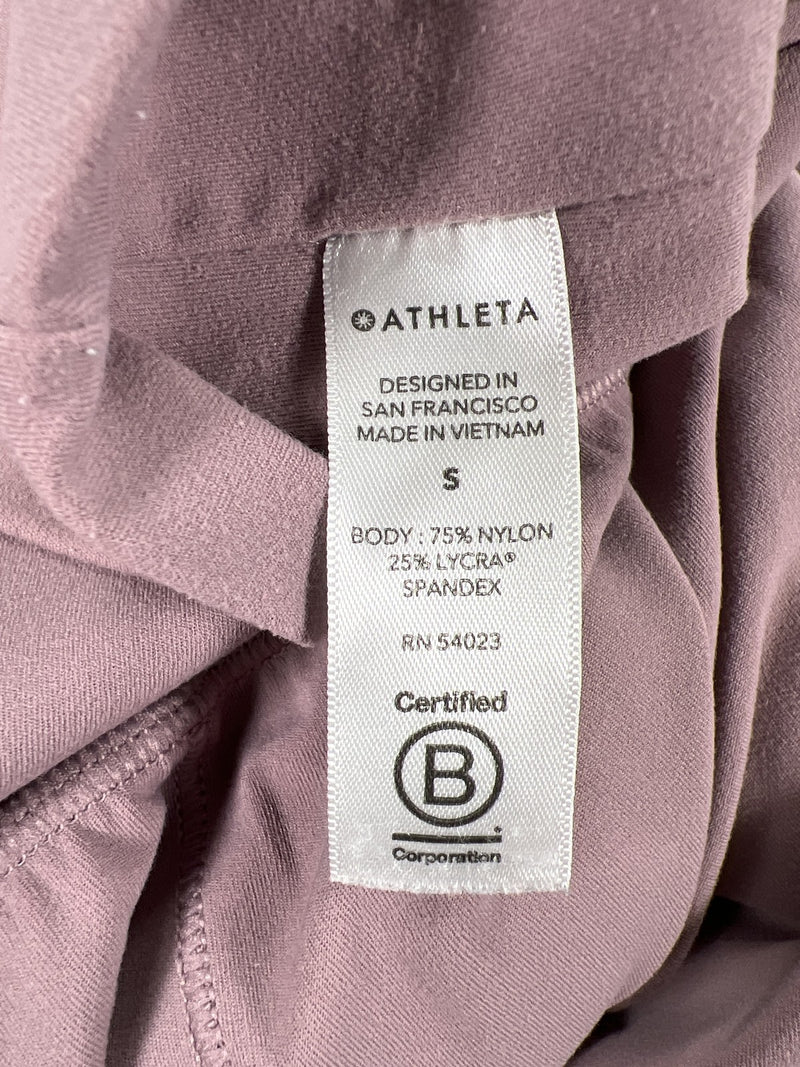 ATHLETA
DESIGNED IN
SAN FRANCISCO
MADE IN VIETNAM
S
BODY : 75% NYLON
25% LYCRA®
SPANDEX
RN 54023
Certified
B
Corporation